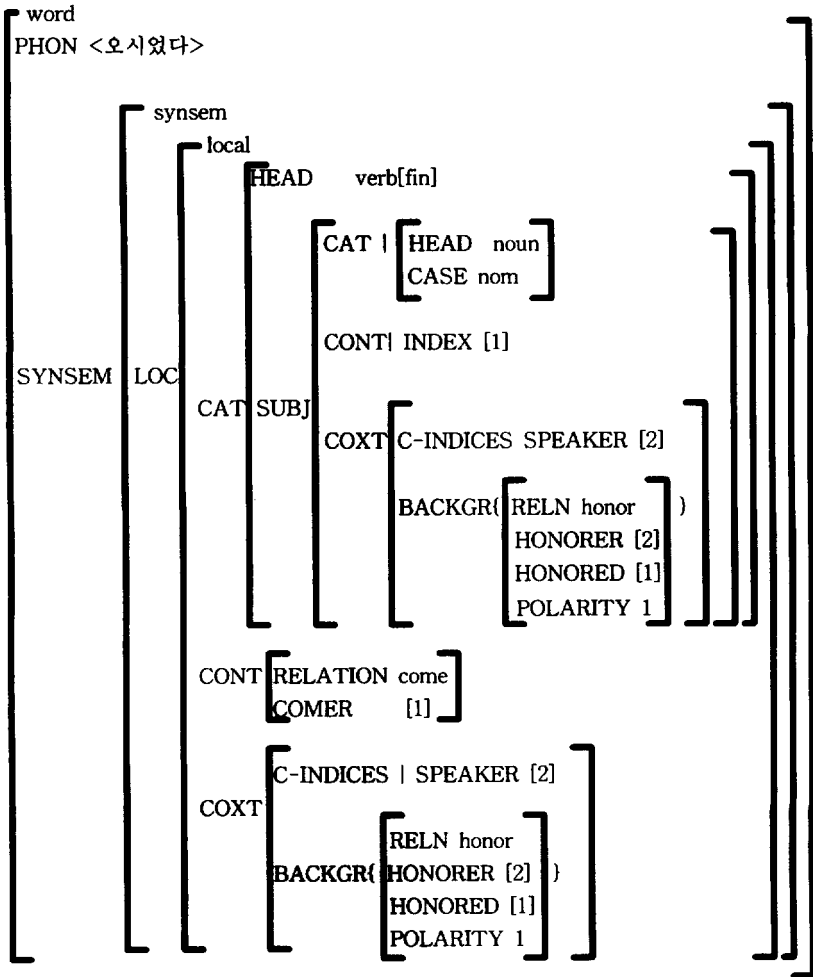 word
PHON <오시었다>
synsem
local
HEAD verb[fin]
CAT | HEAD noun
CASE nom
CONT| INDEX [1]
SYNSEM LOC
CAT SUBJ
COXT C-INDICES SPEAKER [2]
BACKGR{ RELN honor }
HONORER [2]
HONORED [1]
POLARITY 1
CONT RELATION come
COMER [1]
C-INDICES | SPEAKER [2]
COXT
RELN honor
BACKGR{ HONORER [2] }
HONORED [1]
POLARITY 1